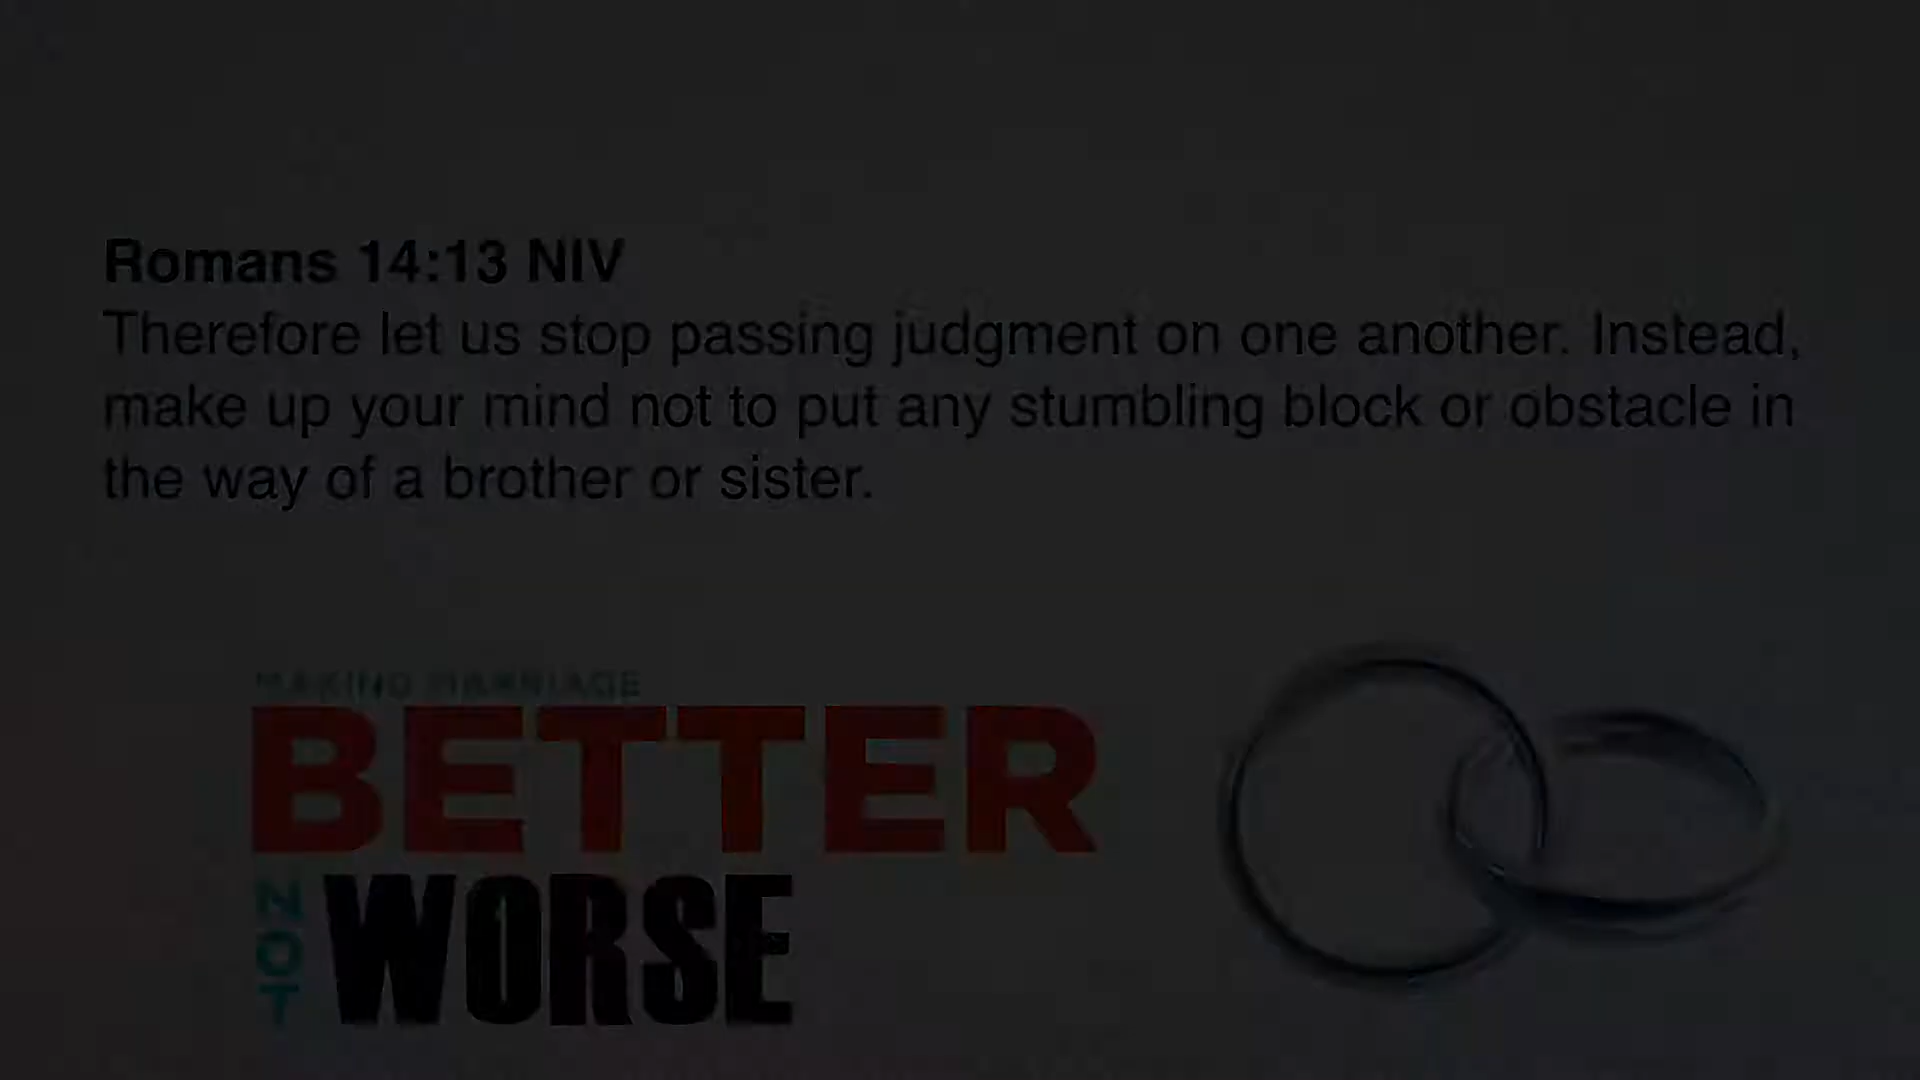 Romans 14:13 NIV
Therefore let us stop passing judgment on one another. Instead,
make up your mind not to put any stumbling block or obstacle in
the way of a brother or sister.
MAKING MARRIAGE
BETTER
NOT
WORSE